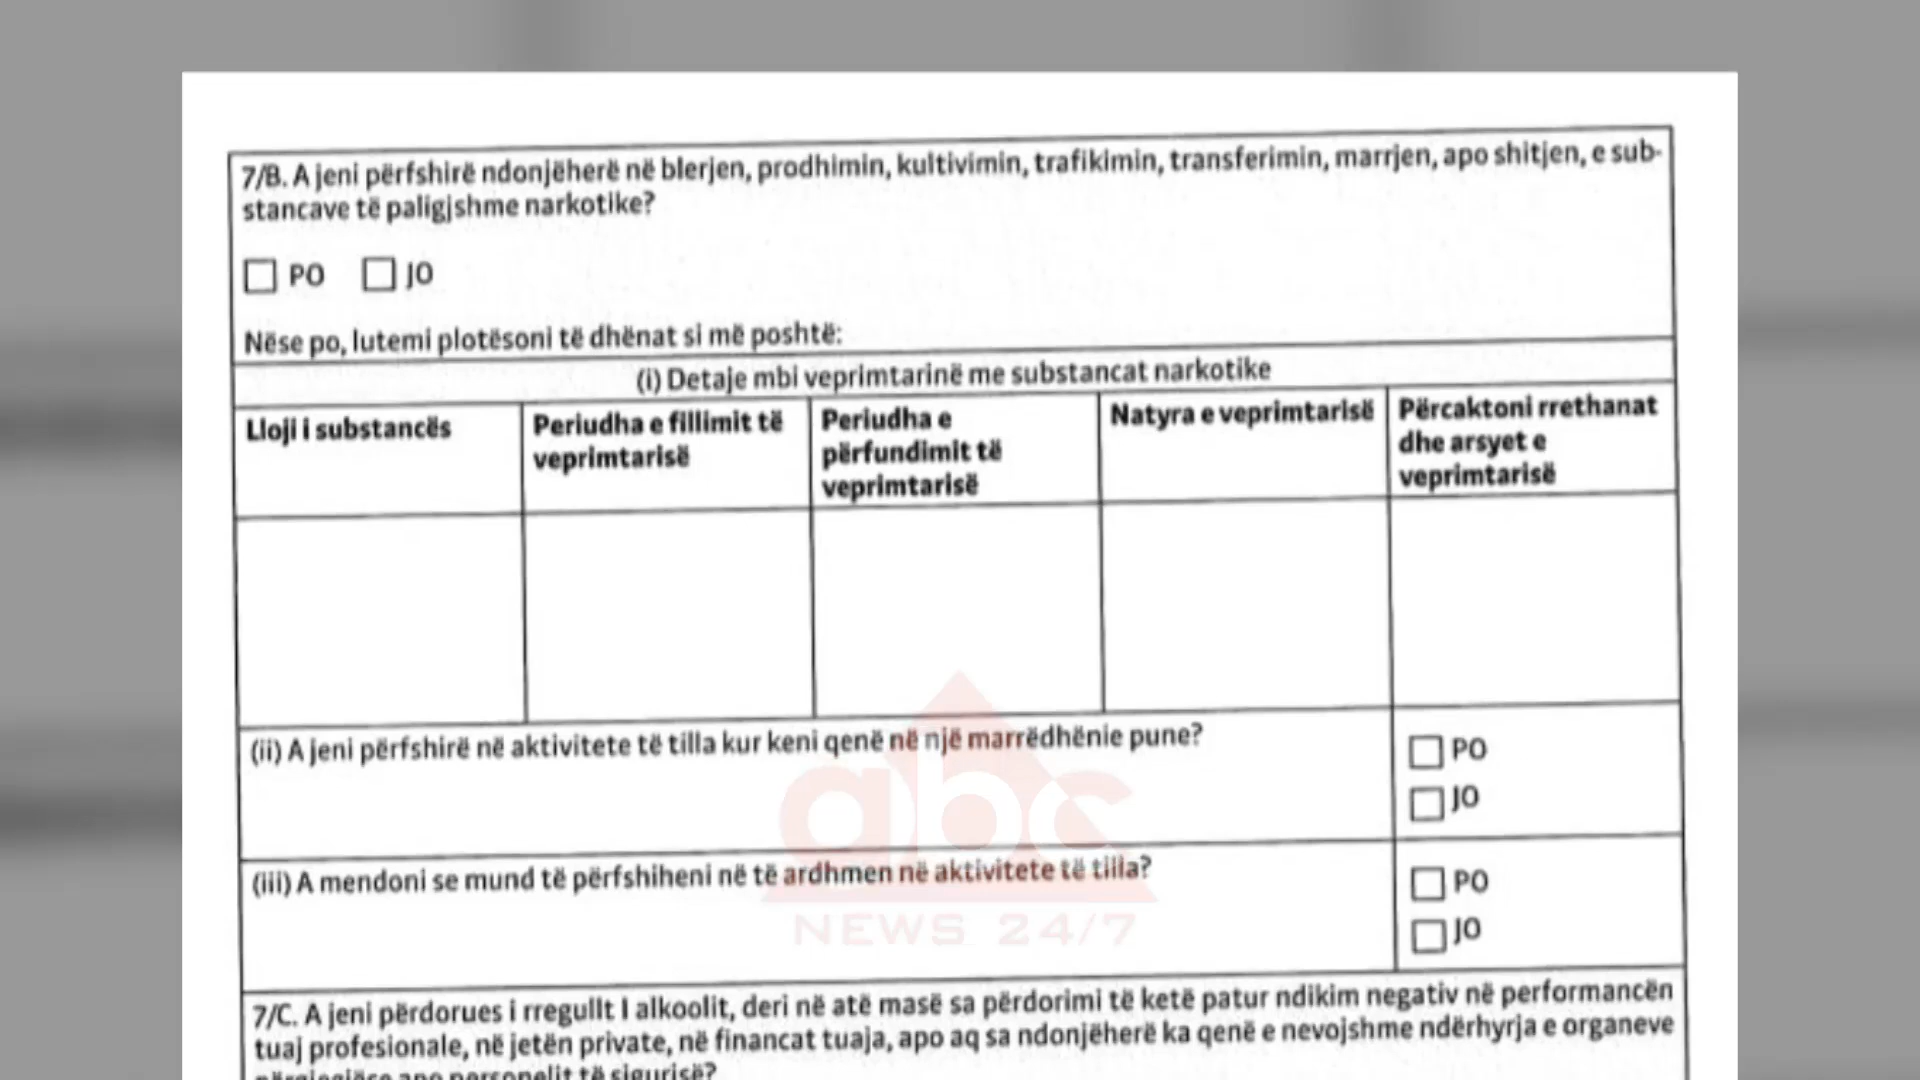 7/B. A jeni përfshirë ndonjëherë në blerjen, prodhimin, kultivimin, trafikimin, transferimin, marrjen, apo shitjen, e sub-
stancave të paligjshme narkotike?
PO JO
Nëse po, lutemi plotësoni të dhënat si më poshtë:
(i) Detaje mbi veprimtarinë me substancat narkotike
Lloji i substancës
Periudha e fillimit të
veprimtarisë
Periudha e
përfundimit të
veprimtarisë
Natyra e veprimtarisë
Përcaktoni rrethanat
dhe arsyet e
veprimtarisë
(ii) A jeni përfshirë në aktivitete të tilla kur keni qenë në një marrëdhënie pune?
PO
JO
(iii) A mendoni se mund të përfshiheni në të ardhmen në aktivitete të tilla?
PO
JO
abc
NEWS 24/7
7/C. A jeni përdorues i rregullt I alkoolit, deri në atë masë sa përdorimi të ketë patur ndikim negativ në performancën
tuaj profesionale, në jetën private, në financat tuaja, apo aq sa ndonjëherë ka qenë e nevojshme ndërhyrja e organeve
apo personelit të sigurisë?